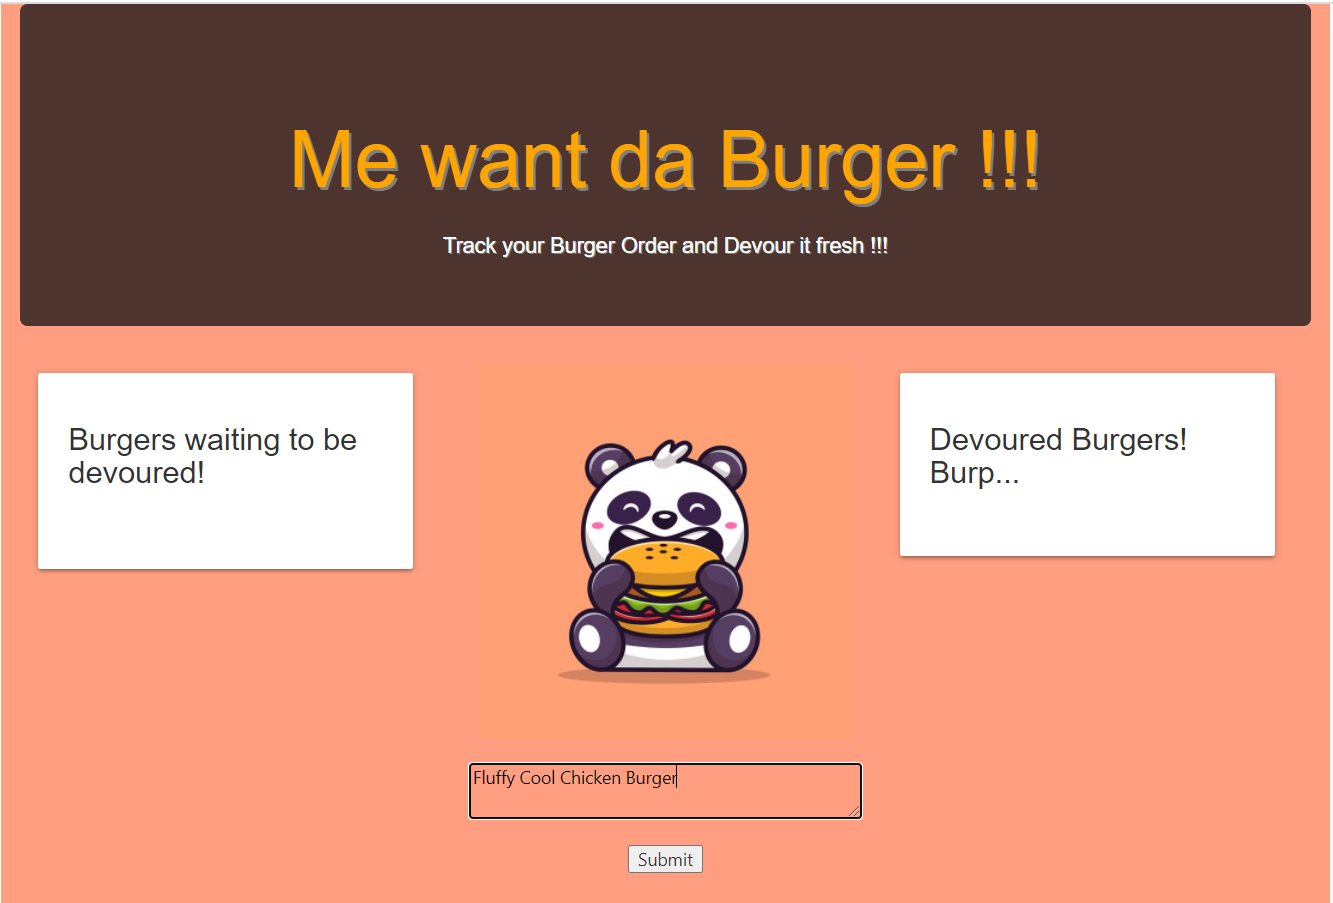 Me want da Burger !!!
Track your Burger Order and Devour it fresh !!!
Burgers waiting to be
devoured!
Devoured Burgers!
Burp...
Fluffy Cool Chicken Burger
Submit